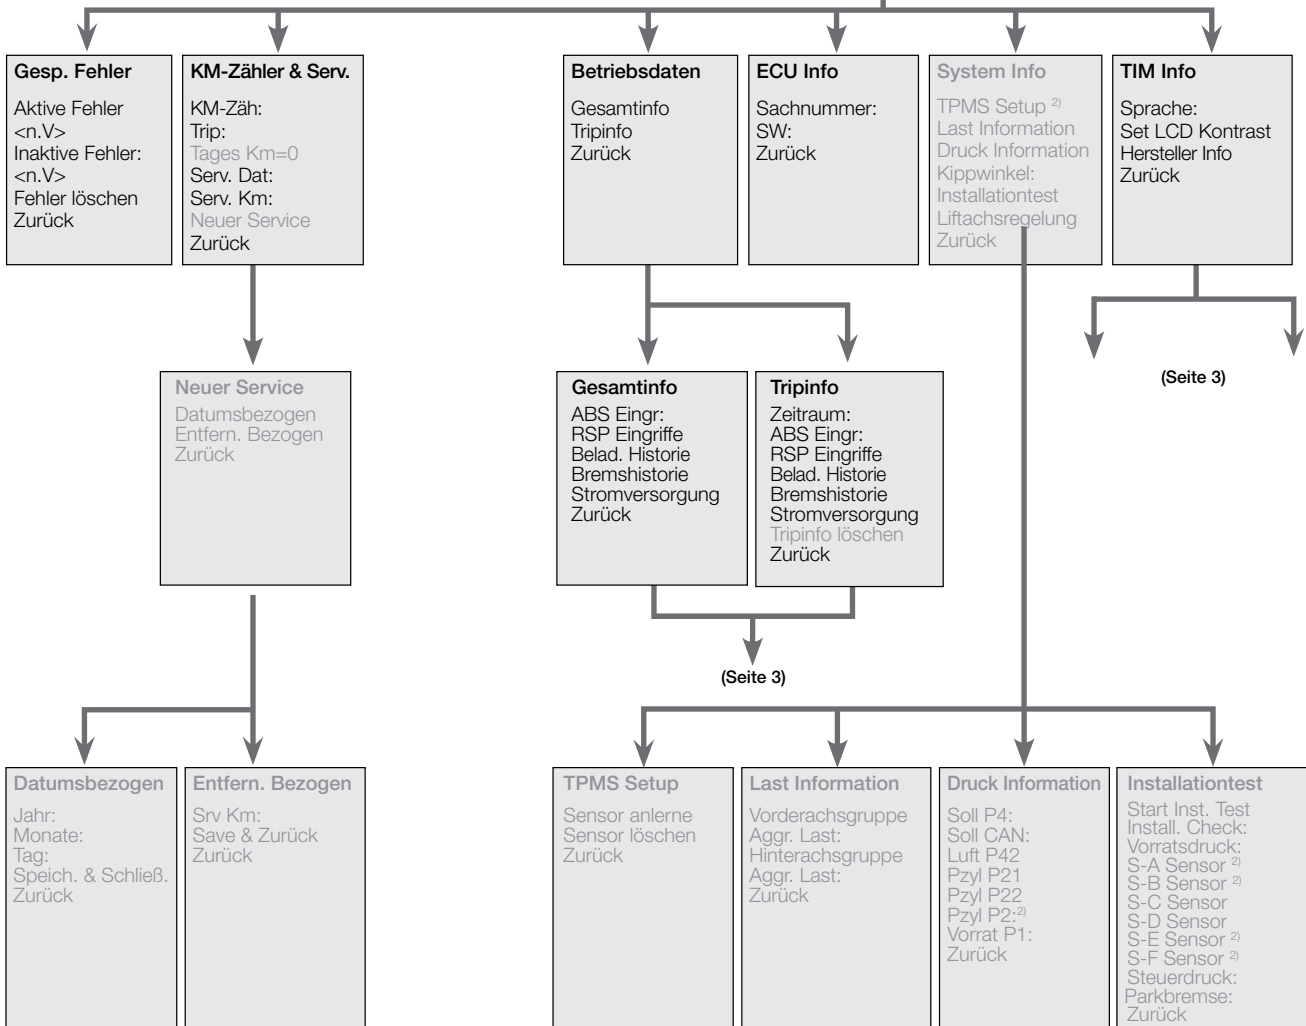 Gesp. Fehler
Aktive Fehler
<n.V>
Inaktive Fehler:
<n.V>
Fehler löschen
Zurück
KM-Zähler & Serv.
KM-Zäh:
Trip:
Tages Km=0
Serv. Dat:
Serv. Km:
Neuer Service
Zurück
Betriebsdaten
Gesamtinfo
Tripinfo
Zurück
ECU Info
Sachnummer:
SW:
Zurück
System Info
TPMS Setup 2)
Last Information
Druck Information
Kippwinkel:
Installationtest
Liftachsregelung
Zurück
TIM Info
Sprache:
Set LCD Kontrast
Hersteller Info
Zurück
Neuer Service
Datumsbezogen
Entfern. Bezogen
Zurück
Gesamtinfo
ABS Eingr:
RSP Eingriffe
Belad. Historie
Bremshistorie
Stromversorgung
Zurück
Tripinfo
Zeitraum:
ABS Eingr:
RSP Eingriffe
Belad. Historie
Bremshistorie
Stromversorgung
Tripinfo löschen
Zurück
(Seite 3)
(Seite 3)
Datumsbezogen
Jahr:
Monate:
Tag:
Speich. & Schließ.
Zurück
Entfern. Bezogen
Srv Km:
Save & Zurück
Zurück
TPMS Setup
Sensor anlerne
Sensor löschen
Zurück
Last Information
Vorderachsgruppe
Aggr. Last:
Hinterachsgruppe
Aggr. Last:
Zurück
Druck Information
Soll P4:
Soll CAN:
Luft P42
Pzyl P21
Pzyl P22
Pzyl P2:2)
Vorrat P1:
Zurück
Installationtest
Start Inst. Test
Install. Check:
Vorratsdruck:
S-A Sensor 2)
S-B Sensor 2)
S-C Sensor
S-D Sensor
S-E Sensor 2)
S-F Sensor 2)
Steuerdruck:
Parkbremse:
Zurück